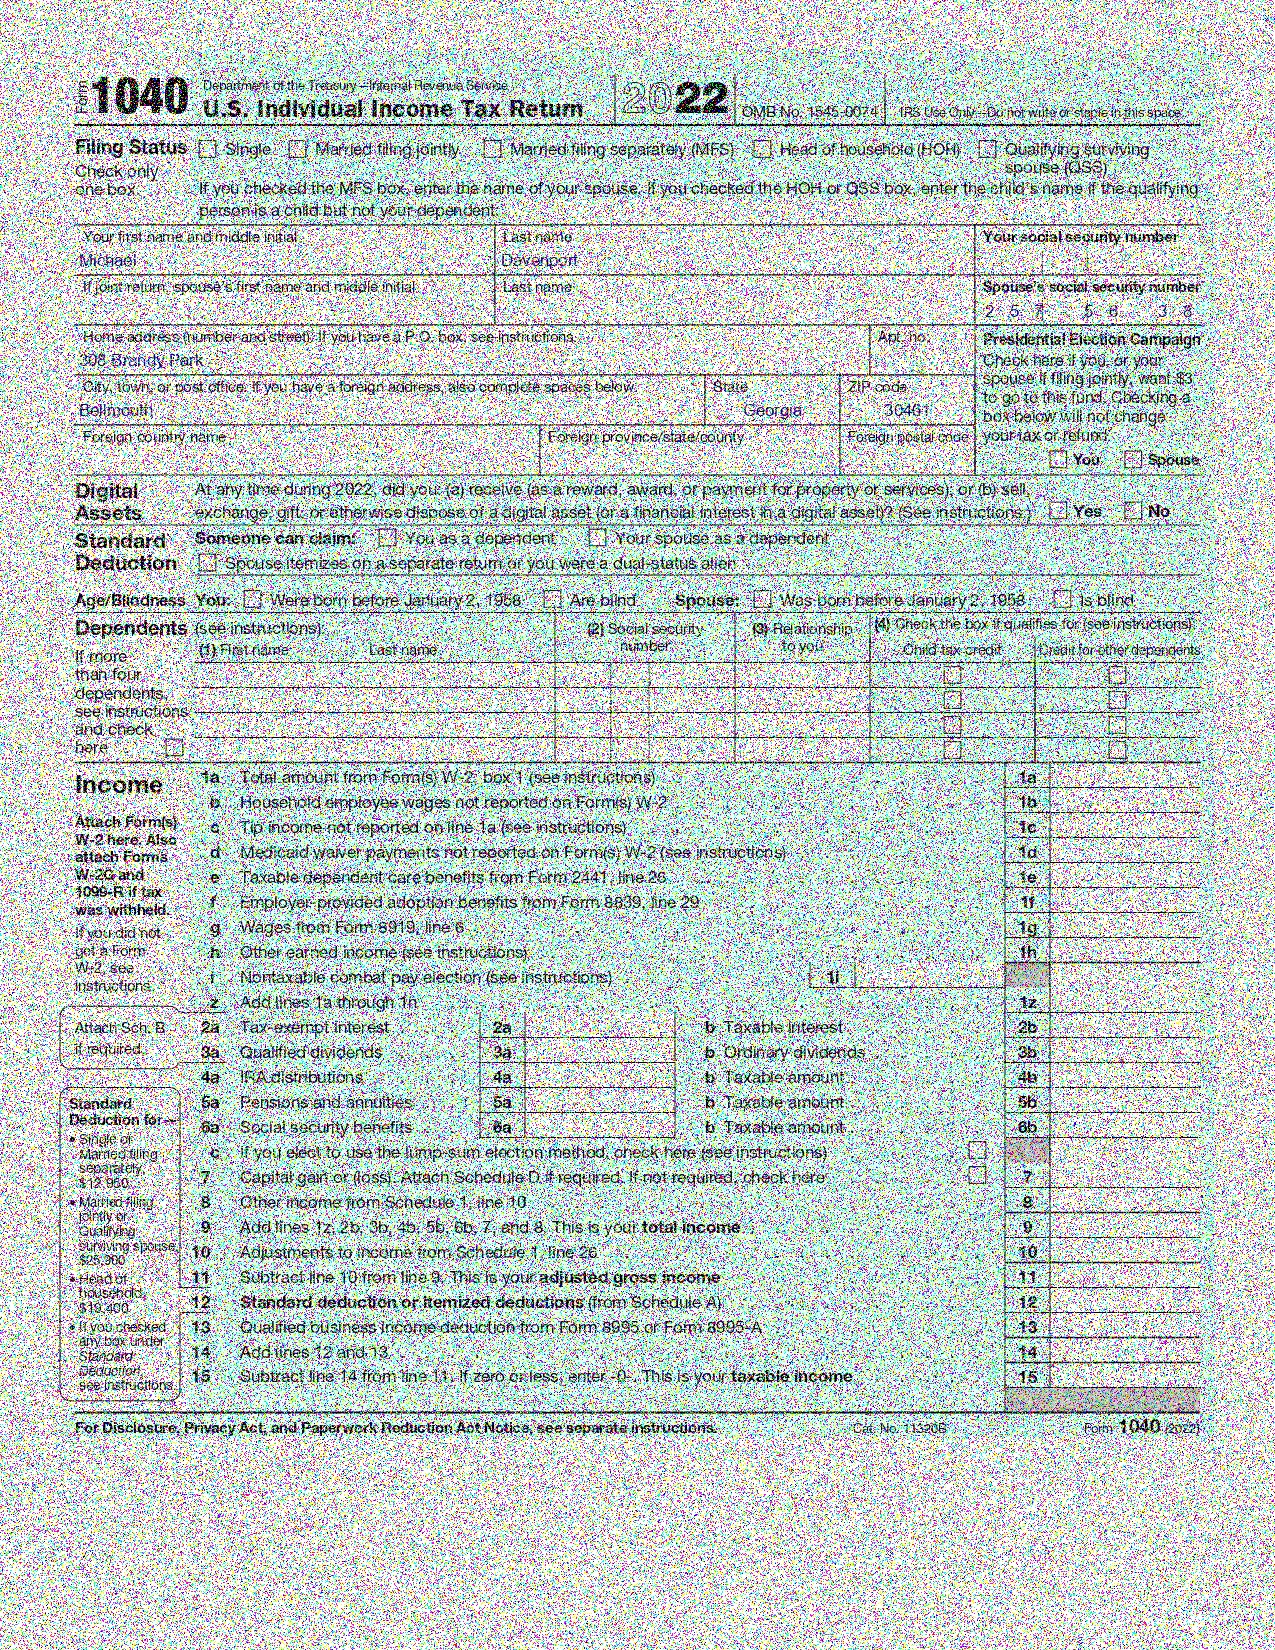 Form 1040 Department of the Treasury—Internal Revenue Service
U.S. Individual Income Tax Return 2022 OMB No. 1545-0074 IRS Use Only—Do not write or staple in this space.
Filing Status Single Married filing jointly Married filing separately (MFS) Head of household (HOH) Qualifying surviving spouse (QSS)
Check only
one box.
If you checked the MFS box, enter the name of your spouse. If you checked the HOH or QSS box, enter the child's name if the qualifying
person is a child but not your dependent:
Your first name and middle initial Last name Your social security number
Michael Davenport
If joint return, spouse's first name and middle initial Last name Spouse's social security number
Home address (number and street). If you have a P.O. box, see instructions. Apt. no.
Brandy Park
City, town, or post office. If you have a foreign address, also complete spaces below. State ZIP code
Bellmouth Georgia 30401
Foreign country name Foreign province/state/county Foreign postal code
Presidential Election Campaign
Check here if you, or your
spouse if filing jointly, want $3
to go to this fund. Checking a
box below will not change
your tax or refund.
You Spouse
Digital Assets
At any time during 2022, did you: (a) receive (as a reward, award, or payment for property or services); or (b) sell,
exchange, gift, or otherwise dispose of a digital asset (or a financial interest in a digital asset)? (See instructions.) Yes No
Standard Deduction
Someone can claim: You as a dependent Your spouse as a dependent
Spouse itemizes on a separate return or you were a dual-status alien
Age/Blindness You: Were born before January 2, 1958 Are blind Spouse: Was born before January 2, 1958 Is blind
Dependents (see instructions): (2) Social security number (3) Relationship to you (4) Check the box if qualifies for (see instructions):
(1) First name Last name Child tax credit Credit for other dependents
If more
than four
dependents,
see instructions
and check
here
Income
1a Total amount from Form(s) W-2, box 1 (see instructions) 1a
b Household employee wages not reported on Form(s) W-2 1b
c Tip income not reported on line 1a (see instructions) 1c
d Medicaid waiver payments not reported on Form(s) W-2 (see instructions) 1d
e Taxable dependent care benefits from Form 2441, line 26 1e
f Employer-provided adoption benefits from Form 8839, line 29 1f
g Wages from Form 8919, line 6 1g
h Other earned income (see instructions) 1h
i Nontaxable combat pay election (see instructions) 1i
z Add lines 1a through 1h 1z
Attach Form(s)
W-2 here. Also
attach Forms
W-2G and
1099-R if tax
was withheld.
If you did not
get a Form
W-2, see
instructions.
Attach Sch. B
if required.
2a Tax-exempt interest 2a b Taxable interest 2b
3a Qualified dividends 3a b Ordinary dividends 3b
4a IRA distributions 4a b Taxable amount 4b
5a Pensions and annuities 5a b Taxable amount 5b
6a Social security benefits 6a b Taxable amount 6b
c If you elect to use the lump-sum election method, check here (see instructions)
7 Capital gain or (loss). Attach Schedule D if required. If not required, check here 7
8 Other income from Schedule 1, line 10 8
9 Add lines 1z, 2b, 3b, 4b, 5b, 6b, 7, and 8. This is your total income 9
10 Adjustments to income from Schedule 1, line 26 10
11 Subtract line 10 from line 9. This is your adjusted gross income 11
12 Standard deduction or itemized deductions (from Schedule A) 12
13 Qualified business income deduction from Form 8995 or Form 8995-A 13
14 Add lines 12 and 13 14
15 Subtract line 14 from line 11. If zero or less, enter -0-. This is your taxable income 15
Standard
Deduction for—
• Single or
Married filing
separately,
$12,950
• Married filing
jointly or
Qualifying
surviving spouse,
$25,900
• Head of
household,
$19,400
• If you checked
any box under
Standard
Deduction,
see instructions.
For Disclosure, Privacy Act, and Paperwork Reduction Act Notice, see separate instructions. Cat. No. 11320B Form 1040 (2022)